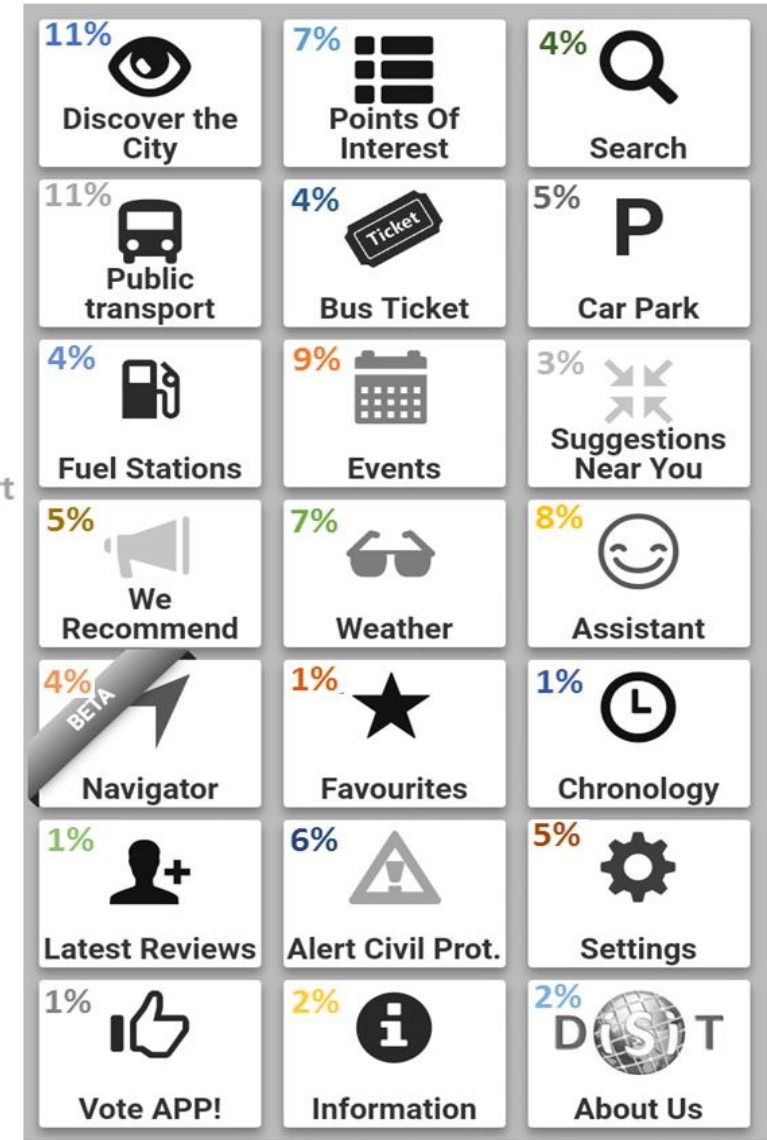 11%
Discover the
City
7%
Points Of
Interest
4%
Search
11%
Public
transport
4%
Ticket
Bus Ticket
5%
P
Car Park
4%
Fuel Stations
9%
Events
3%
Suggestions
Near You
rt
5%
We
Recommend
7%
Weather
8%
Assistant
4%
BETA
Navigator
1%
Favourites
1%
Chronology
1%
Latest Reviews
6%
Alert Civil Prot.
5%
Settings
1%
Vote APP!
2%
Information
2%
DISIT
About Us